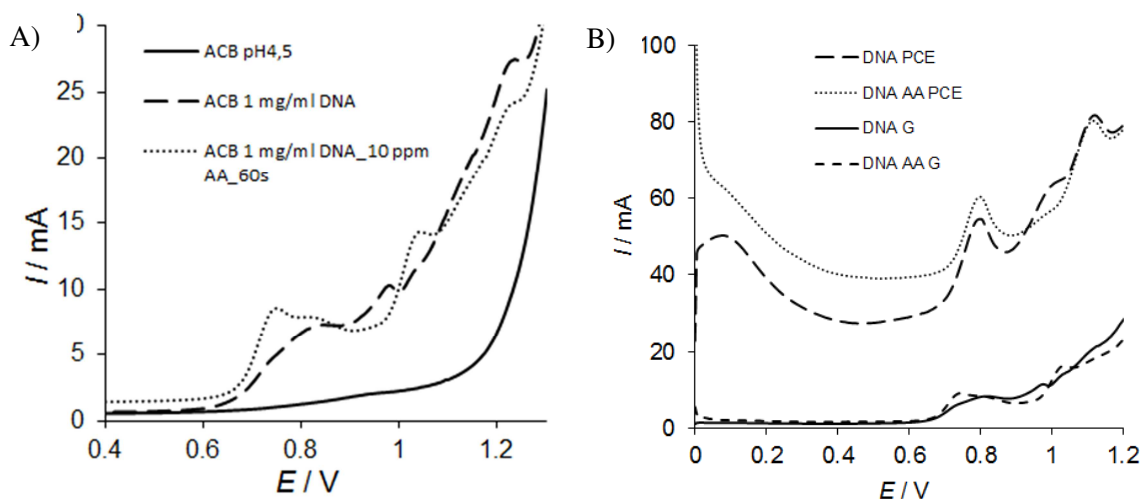 A)
30
25
20
15
10
5
0
I / mA
0.4
0.6
0.8
1
1.2
E / V
ACB pH4,5
ACB 1 mg/ml DNA
ACB 1 mg/ml DNA_10 ppm
AA_60s
B)
100
80
60
40
20
0
I / mA
0
0.2
0.4
0.6
0.8
1
1.2
E / V
DNA PCE
DNA AA PCE
DNA G
DNA AA G